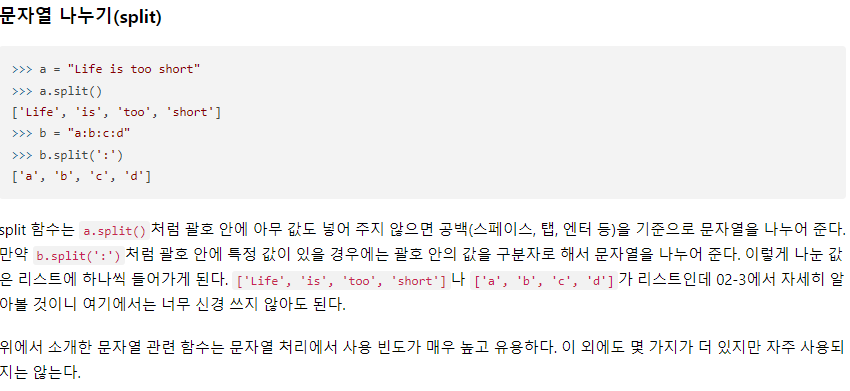 문자열 나누기(split)
>>> a = "Life is too short"
>>> a.split()
['Life', 'is', 'too', 'short']
>>> b = "a:b:c:d"
>>> b.split(':')
['a', 'b', 'c', 'd']
split 함수는 a.split()처럼 괄호 안에 아무 값도 넣어 주지 않으면 공백(스페이스, 탭, 엔터 등)을 기준으로 문자열을 나누어 준다.
만약 b.split(':')처럼 괄호 안에 특정 값이 있을 경우에는 괄호 안의 값을 구분자로 해서 문자열을 나누어 준다. 이렇게 나눈 값
은 리스트에 하나씩 들어가게 된다. ['Life', 'is', 'too', 'short']나 ['a', 'b', 'c', 'd']가 리스트인데 02-3에서 자세히 알
아볼 것이니 여기에서는 너무 신경 쓰지 않아도 된다.
위에서 소개한 문자열 관련 함수는 문자열 처리에서 사용 빈도가 매우 높고 유용하다. 이 외에도 몇 가지가 더 있지만 자주 사용되
지는 않는다.